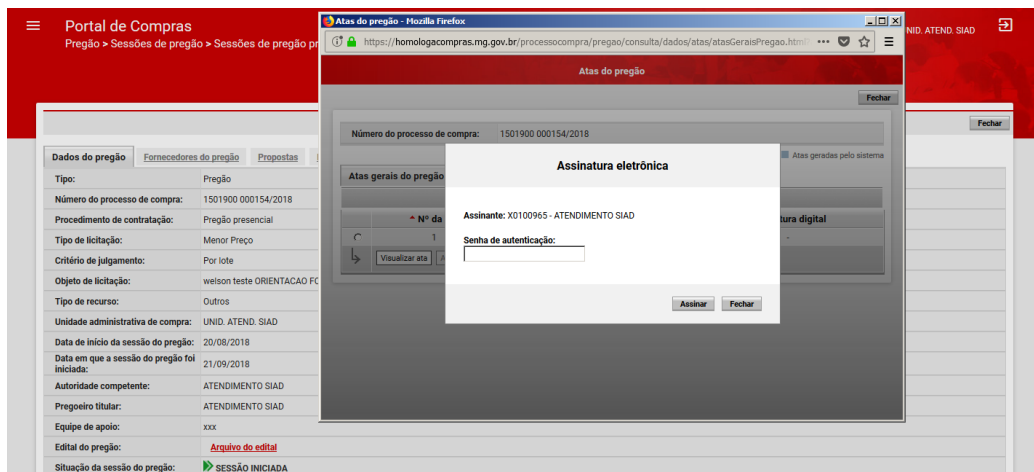 Portal de Compras
Pregão > Sessões de pregão > Sessões de pregão pr
NID. ATEND. SIAD
Atas do pregão - Mozilla Firefox
https://homologacompras.mg.gov.br/processocompra/pregao/consulta/dados/atas/atasGeraisPregao.html
Atas do pregão
Fechar
Número do processo de compra: 1501900 000154/2018
Atas geradas pelo sistema
Atas gerais do pregão
Nº da
tura digital
1
-
Visualizar ata
Assinatura eletrônica
Assinante: X0100965 - ATENDIMENTO SIAD
Senha de autenticação:
Assinar Fechar
Fechar
Dados do pregão Fornecedores do pregão Propostas
Tipo: Pregão
Número do processo de compra: 1501900 000154/2018
Procedimento de contratação: Pregão presencial
Tipo de licitação: Menor Preço
Critério de julgamento: Por lote
Objeto de licitação: welson teste ORIENTACAO FO
Tipo de recurso: Outros
Unidade administrativa de compra: UNID. ATEND. SIAD
Data de início da sessão do pregão: 20/08/2018
Data em que a sessão do pregão foi
iniciada: 21/09/2018
Autoridade competente: ATENDIMENTO SIAD
Pregoeiro titular: ATENDIMENTO SIAD
Equipe de apoio: xxx
Edital do pregão: Arquivo do edital
Situação da sessão do pregão: SESSÃO INICIADA